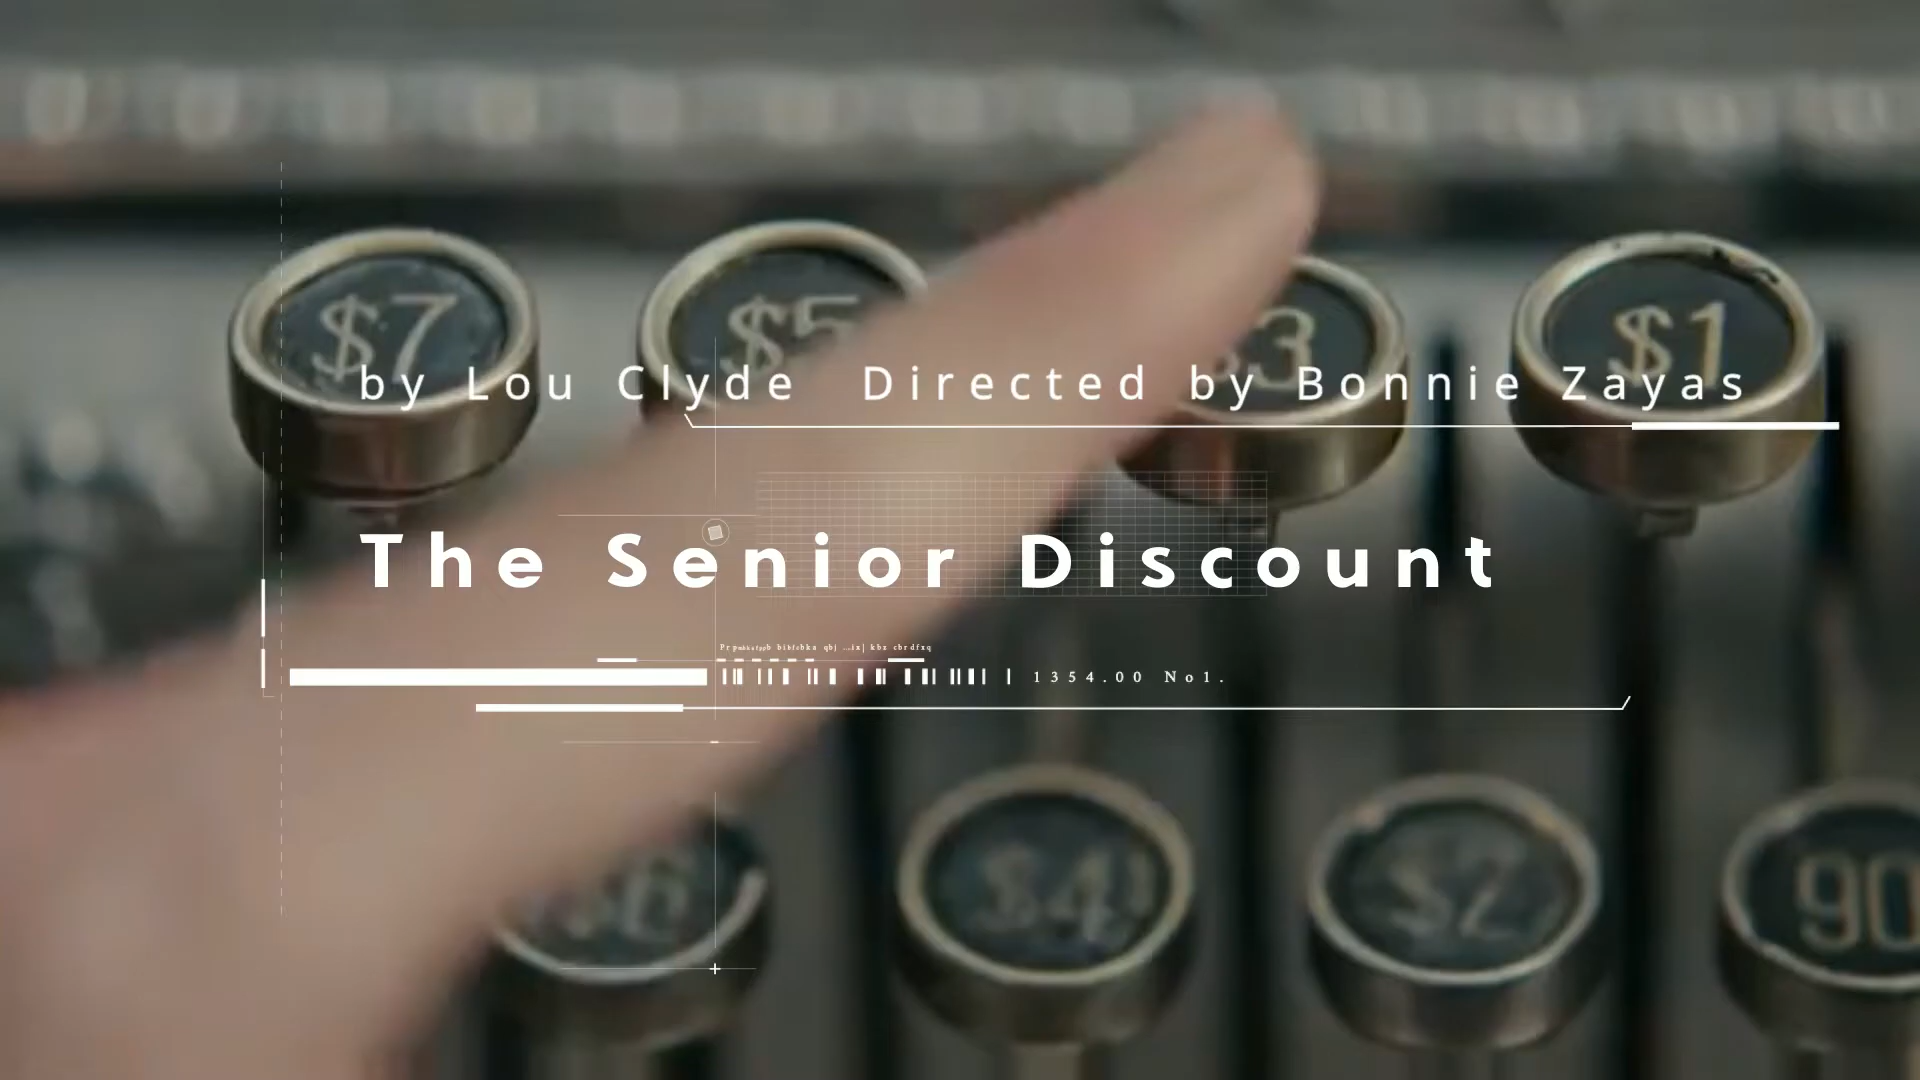 $7 $5 3 $1
by Lou Clyde Directed by Bonnie Zayas
The Senior Discount
1354.00 No1.
$4 $2 90